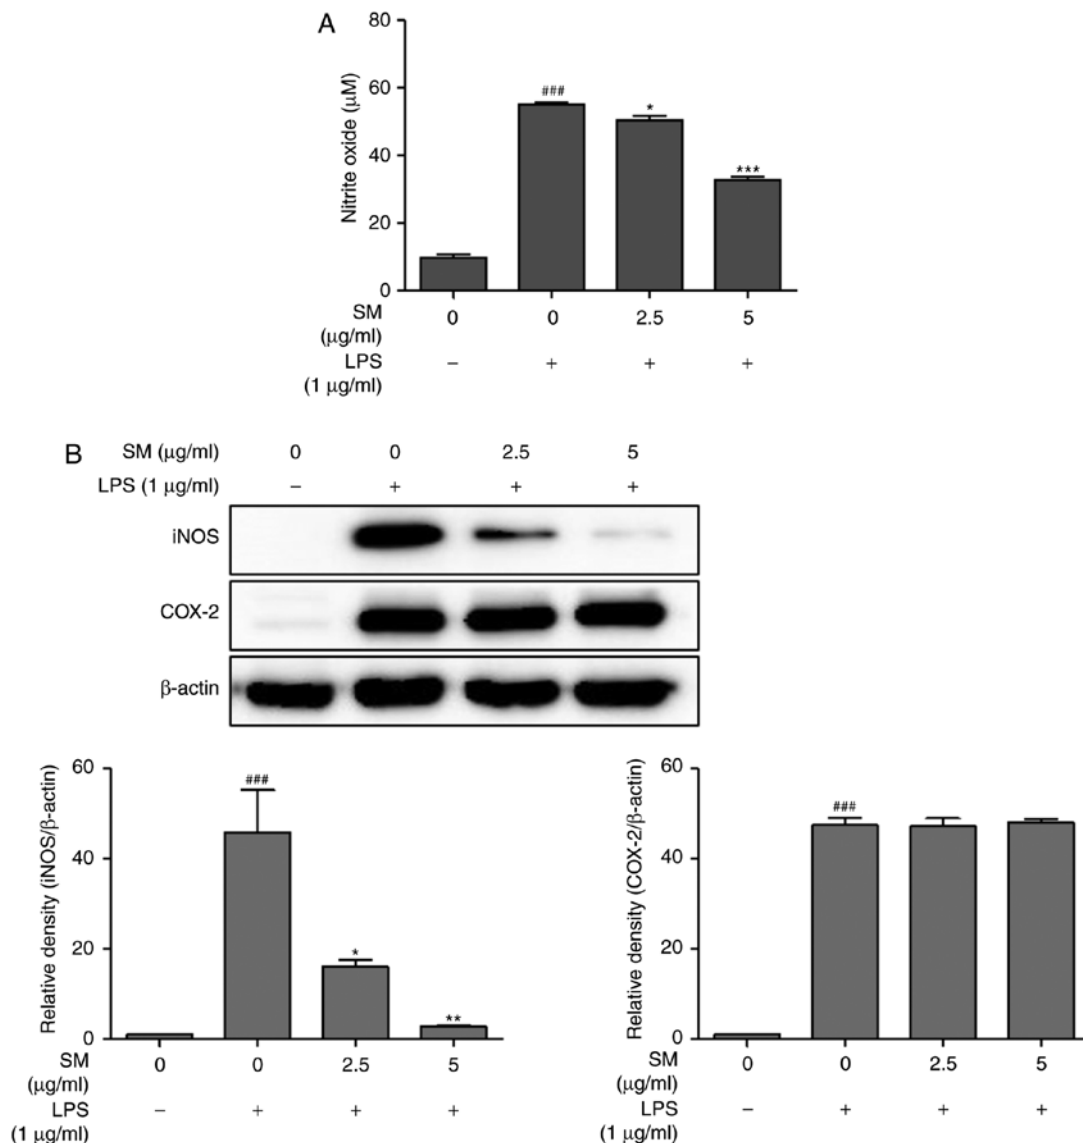 A
80
60
40
20
0
Nitrite oxide (μM)
###
*
***
SM 0 0 2.5 5
(μg/ml)
LPS – + + +
(1 μg/ml)
B
SM (μg/ml) 0 0 2.5 5
LPS (1 μg/ml) – + + +
iNOS
COX-2
β-actin
60
40
20
0
Relative density (iNOS/β-actin)
###
*
**
SM 0 0 2.5 5
(μg/ml)
LPS – + + +
(1 μg/ml)
60
40
20
0
Relative density (COX-2/β-actin)
###
SM 0 0 2.5 5
(μg/ml)
LPS – + + +
(1 μg/ml)